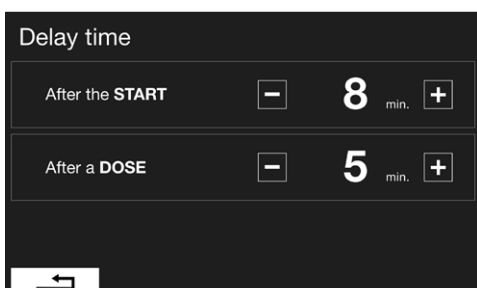 Delay time
After the START - 8 min. +
After a DOSE - 5 min. +